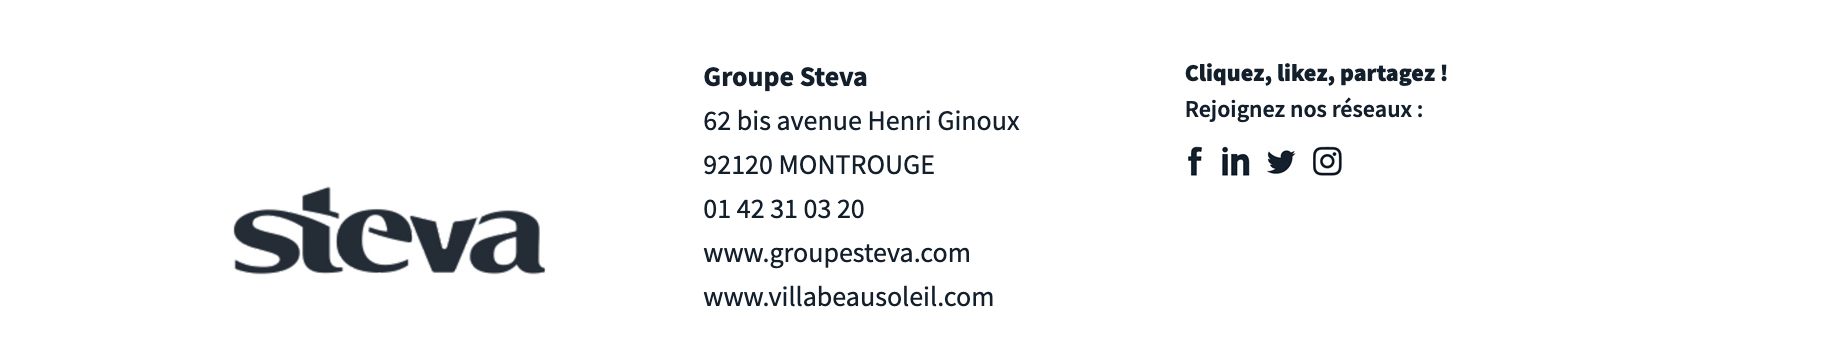 steva
Groupe Steva
62 bis avenue Henri Ginoux
92120 MONTROUGE
01 42 31 03 20
www.groupesteva.com
www.villabeausoleil.com
Cliquez, likez, partagez !
Rejoignez nos réseaux :